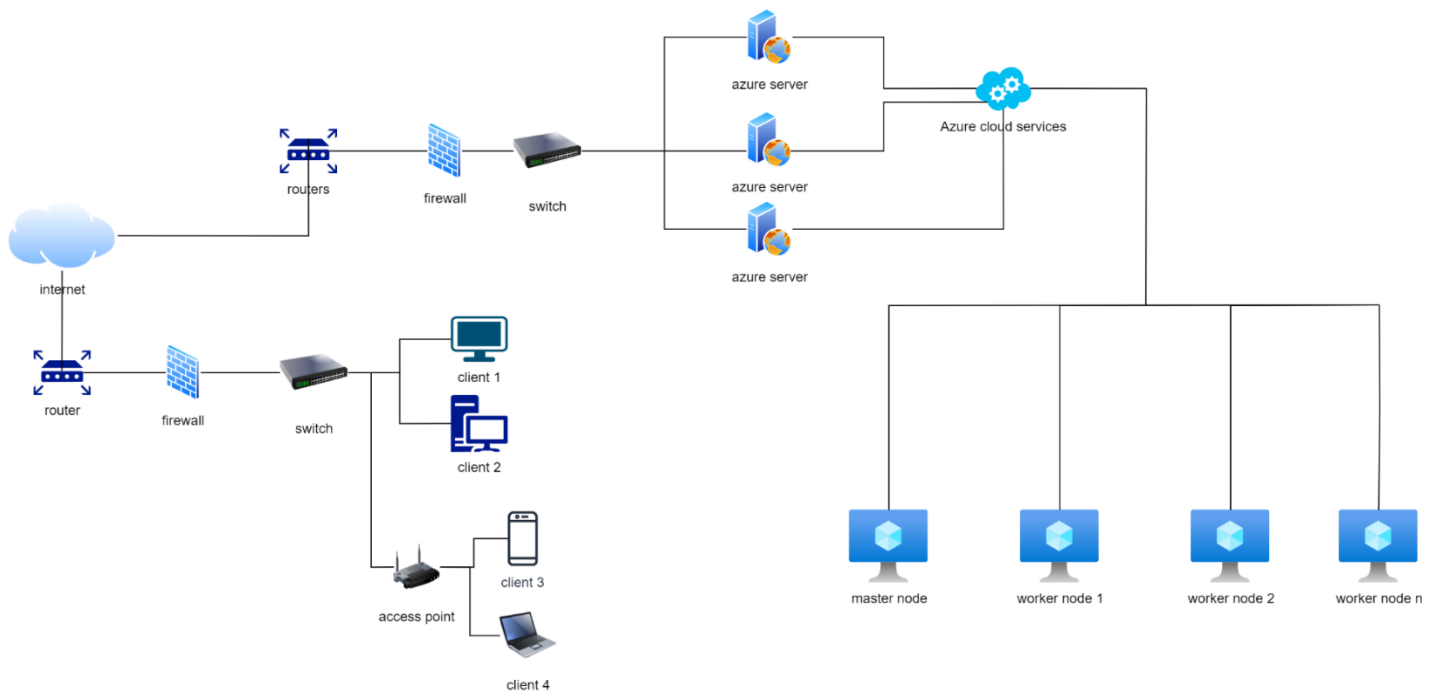 azure server
Azure cloud services
azure server
routers
firewall
switch
azure server
internet
client 1
router
firewall
switch
client 2
client 3
access point
client 4
master node
worker node 1
worker node 2
worker node n